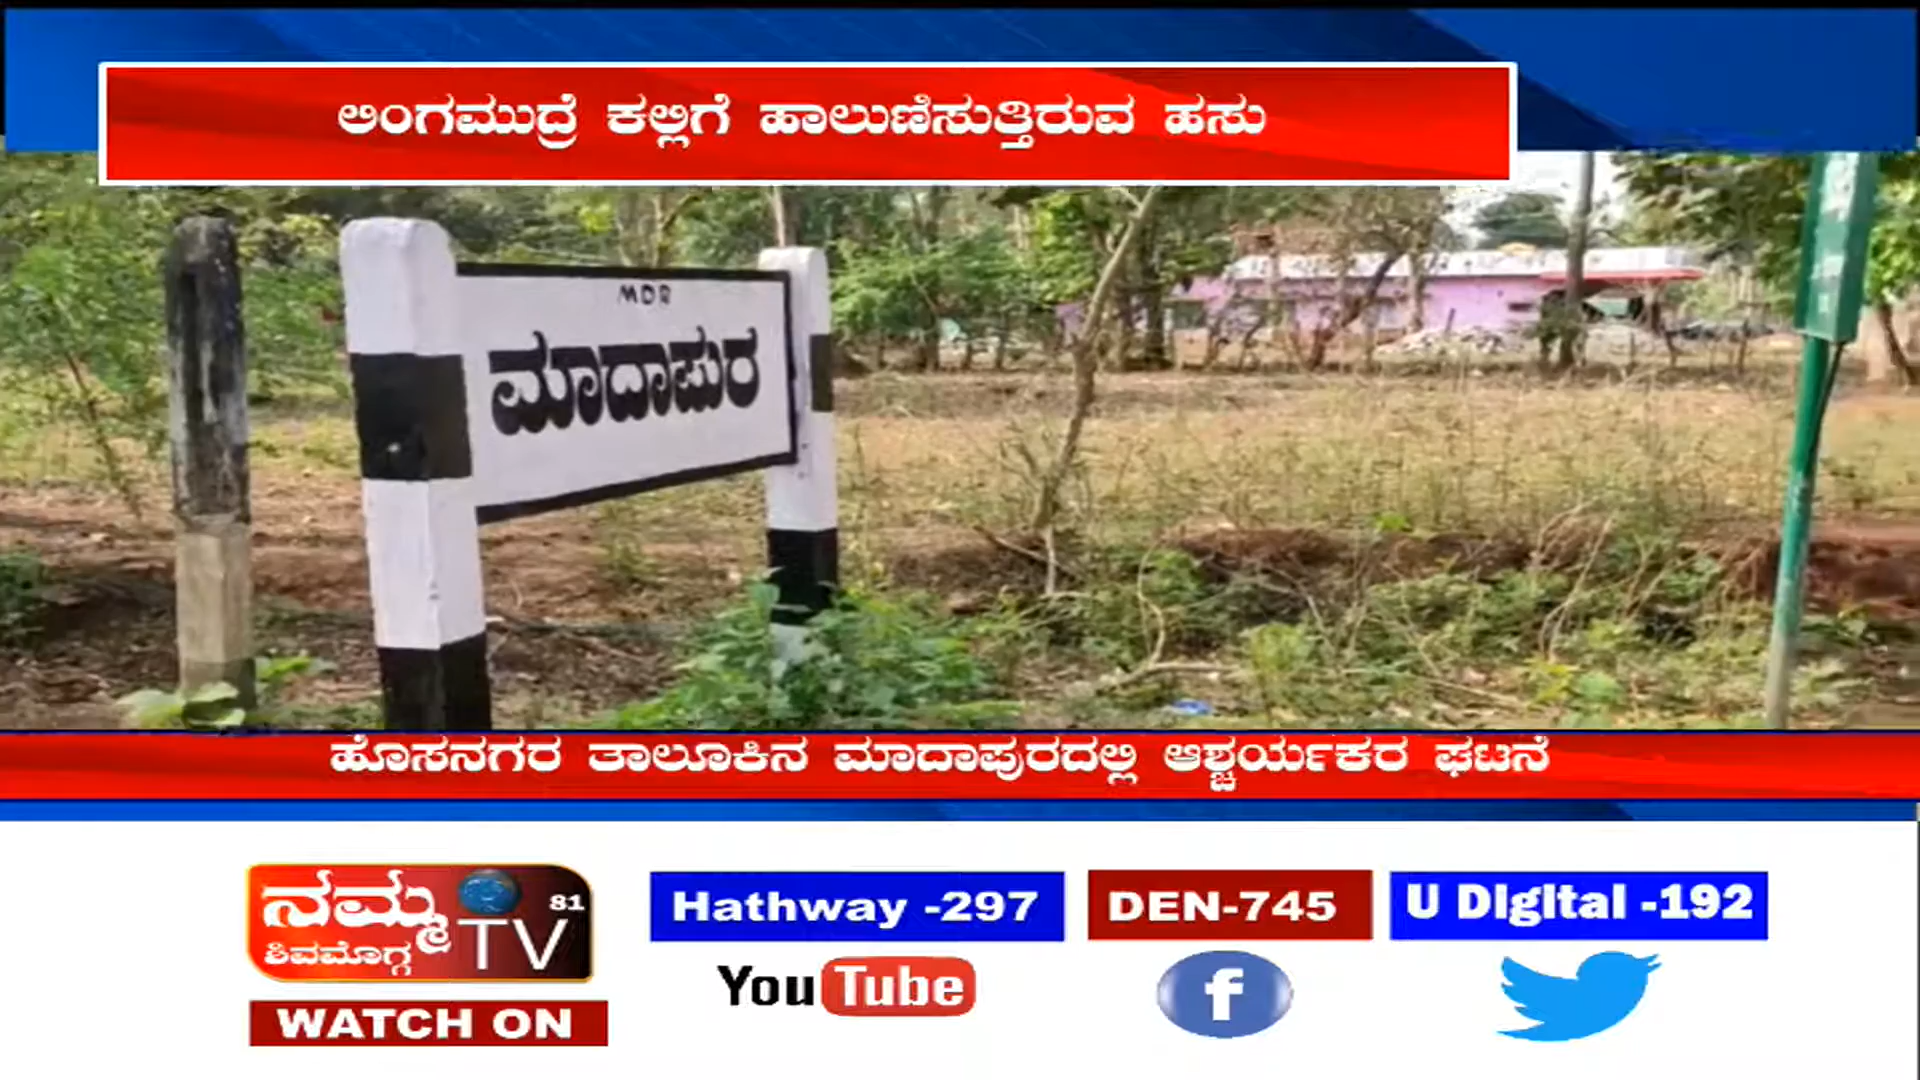 ಲಿಂಗಮುದ್ರೆ ಕಲ್ಲಿಗೆ ಹಾಲುಣಿಸುತ್ತಿರುವ ಹಸು
MDR
ಮಾದಾಪುರ
ಹೊಸನಗರ ತಾಲೂಕಿನ ಮಾದಾಪುರದಲ್ಲಿ ಆಶ್ಚರ್ಯಕರ ಘಟನೆ
ನಮ್ಮ TV 81
ಶಿವಮೊಗ್ಗ
WATCH ON
Hathway -297 DEN-745 U Digital -192
YouTube f